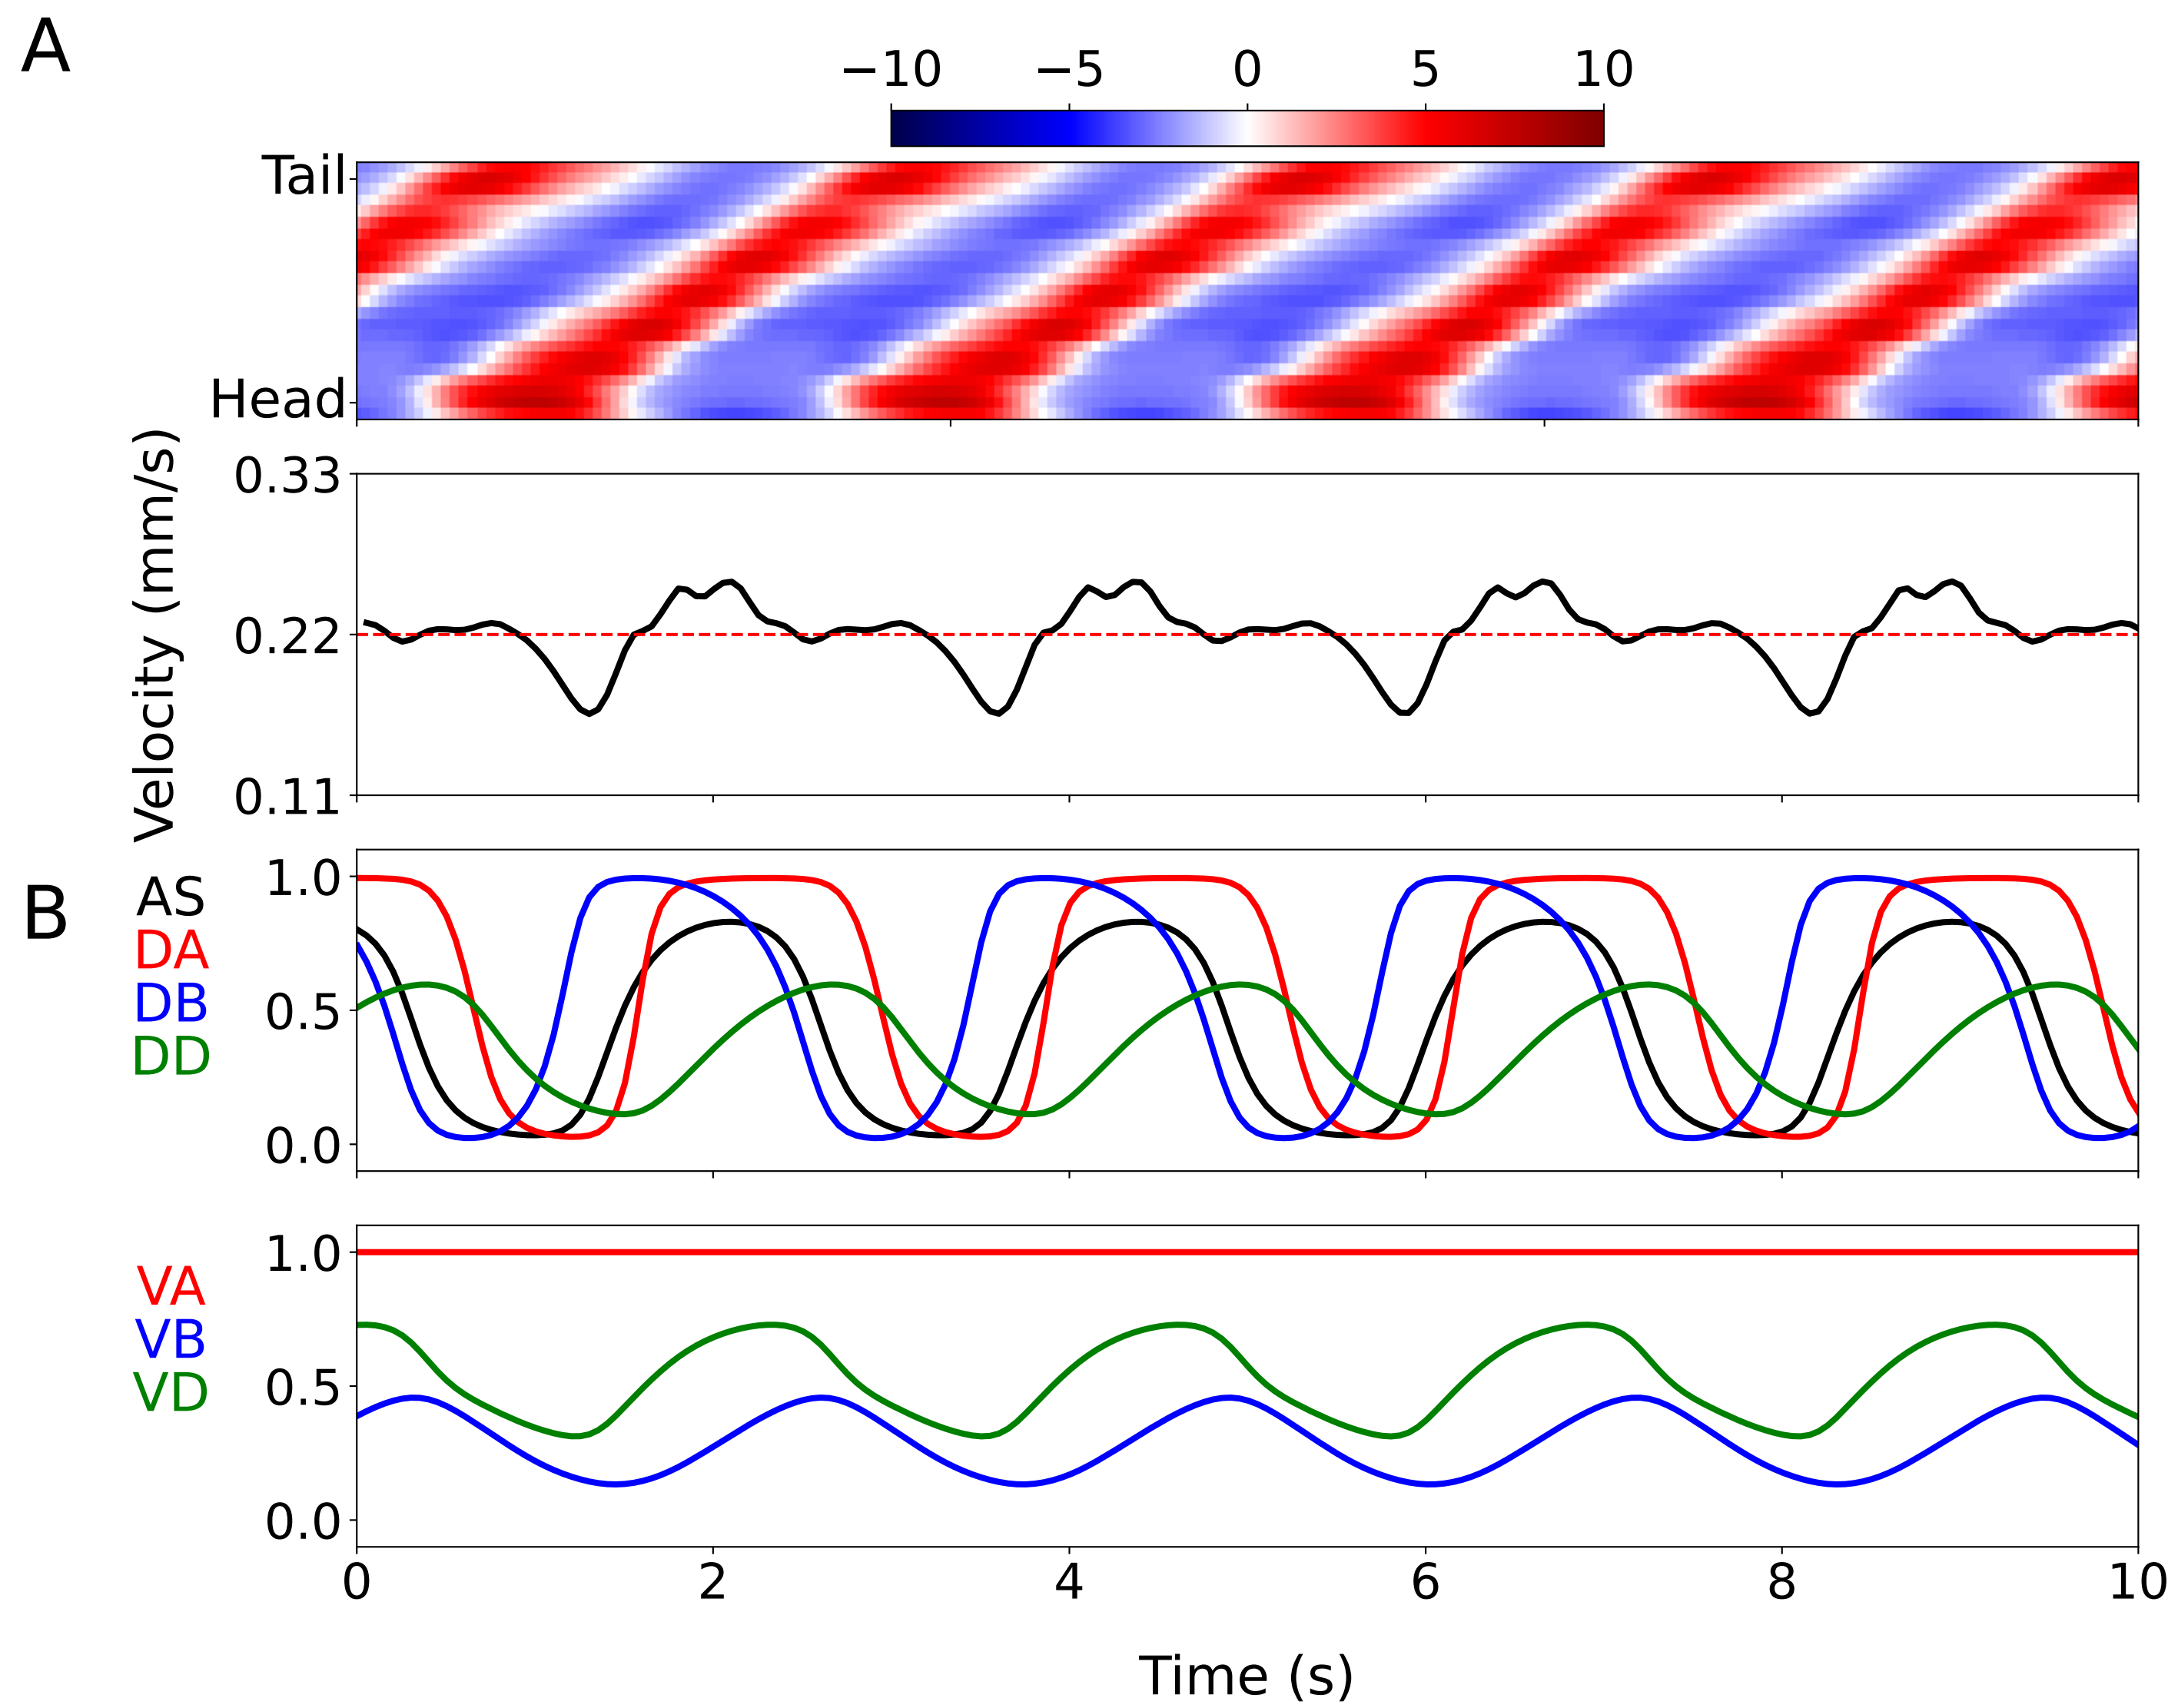 A
−10 −5 0 5 10
Tail
Head
Velocity (mm/s)
0.33
0.22
0.11
B
AS
DA
DB
DD
1.0
0.5
0.0
VA
VB
VD
1.0
0.5
0.0
0 2 4 6 8 10
Time (s)